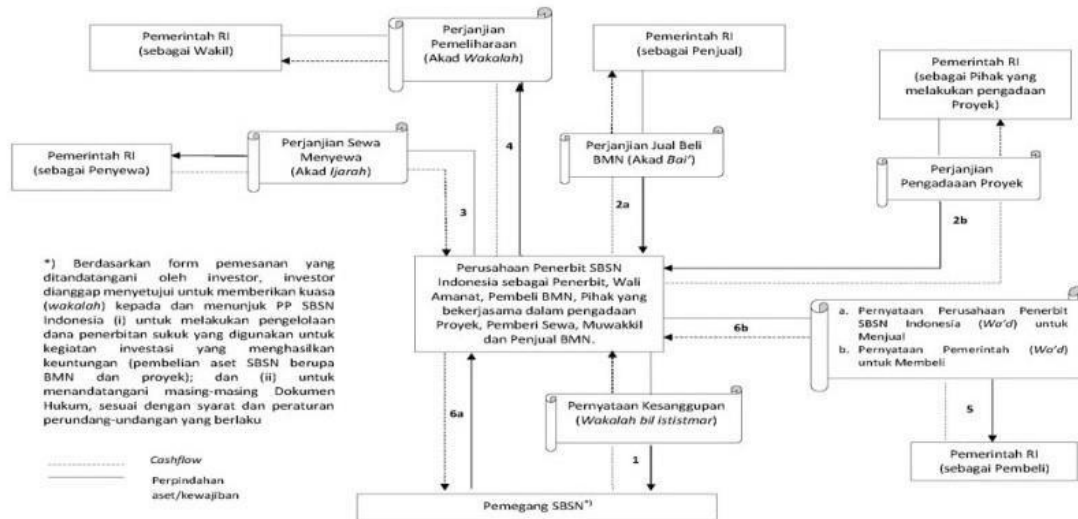 Pemerintah RI
(sebagai Wakil)
Perjanjian
Pemeliharaan
(Akad Wakalah)
Pemerintah RI
(sebagai Penjual)
Pemerintah RI
(sebagai Pihak yang
melakukan pengadaan
Proyek)
Pemerintah RI
(sebagai Penyewa)
Perjanjian Sewa
Menyewa
(Akad Ijarah)
4
Perjanjian Jual Beli
BMN (Akad Bai')
Perjanjian
Pengadaaan Proyek
3
2a
2b
*) Berdasarkan form pemesanan yang
ditandatangani oleh investor, investor
dianggap menyetujui untuk memberikan kuasa
(wakalah) kepada dan menunjuk PP SBSN
Indonesia (i) untuk melakukan pengelolaan
dana penerbitan sukuk yang digunakan untuk
kegiatan investasi yang menghasilkan
keuntungan (pembelian aset SBSN berupa
BMN dan proyek); dan (ii) untuk
menandatangani masing-masing Dokumen
Hukum, sesuai dengan syarat dan peraturan
perundang-undangan yang berlaku
Perusahaan Penerbit SBSN
Indonesia sebagai Penerbit, Wali
Amanat, Pembeli BMN, Pihak yang
bekerjasama dalam pengadaan
Proyek, Pemberi Sewa, Muwakkil
dan Penjual BMN.
6b
a. Pernyataan Perusahaan Penerbit
SBSN Indonesia (Wa'd) untuk
Menjual
b. Pernyataan Pemerintah (Wa'd)
untuk Membeli
6a
Pernyataan Kesanggupan
(Wakalah bil ististmar)
1
5
Pemerintah RI
(sebagai Pembeli)
Cashflow
Perpindahan
aset/kewajiban
Pemegang SBSN*)